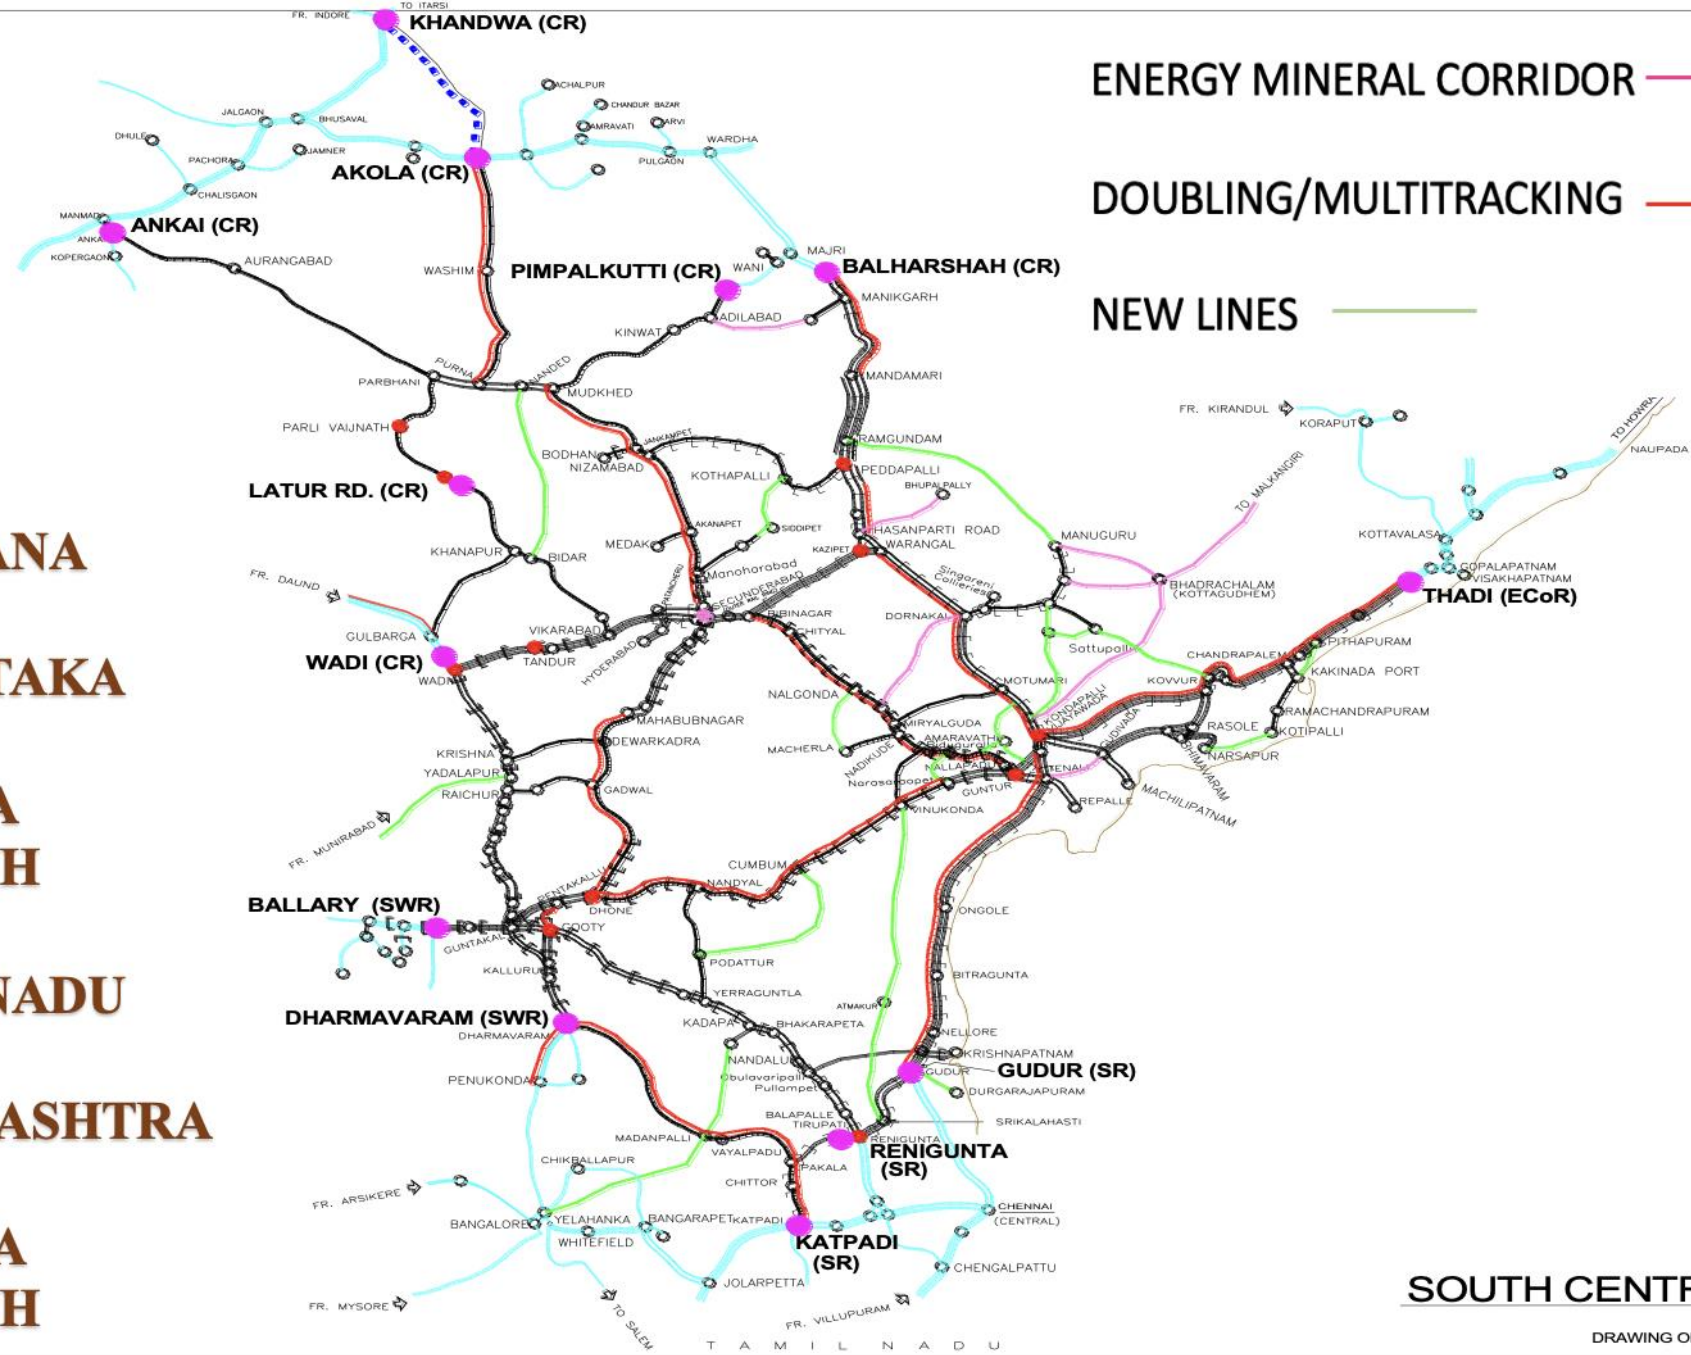 TO ITARSI
FR. INDORE
KHANDWA (CR)
ACHALPUR
CHANDUR BAZAR
JALGAON
BHUSAVAL
AMRAVATI
ARVI
DHULE
JAMNER
PACHORA
PULGAON
WARDHA
AKOLA (CR)
CHALISGAON
MANMAD
ANKAI (CR)
KOPERGAON
AURANGABAD
WASHIM
PIMPALKUTTI (CR)
WANI
MAJRI
BALHARSHAH (CR)
MANIKGARH
ADILABAD
KINWAT
ENERGY MINERAL CORRIDOR
DOUBLING/MULTITRACKING
NEW LINES
PURNA
NANDED
PARBHANI
MUDKHED
MANDAMARI
PARLI VAIJNATH
JANKAMPET
BODHAN
NIZAMABAD
RAMGUNDAM
KOTHAPALLI
PEDDAPALLI
BHUPALPALLY
LATUR RD. (CR)
FR. KIRANDUL
KORAPUT
TO HOWRA
NAUPADA
TO MALKANGIRI
KOTTAVALASA
GOPALAPATNAM
VISAKHAPATNAM
THADI (ECoR)
AKANAPET
SIDDIPET
MEDAK
HASANPARTI ROAD
WARANGAL
KAZIPET
MANUGURU
KHANAPUR
BIDAR
Manoharabad
SECUNDERABAD
Singareni
Collieries
BHADRACHALAM
(KOTTAGUDHEM)
FR. DAUND
PATANCHERU
BIBINAGAR
CHITYAL
DORNAKAL
GULBARGA
WADI (CR)
WADI
VIKARABAD
TANDUR
HYDERABAD
Sattupalli
CHANDRAPALEM
PITHAPURAM
KAKINADA PORT
KOVVUR
NALGONDA
MOTUMARI
KONDAPALLI
VIJAYAWADA
RAMACHANDRAPURAM
MAHABUBNAGAR
DEWARKADRA
MIRYALGUDA
MACHERLA
NADIKUDE
AMARAVATHI
GUDIVADA
RASOLE
KOTIPALLI
NARSAPUR
BHIMAVARAM
KRISHNA
YADALAPUR
RAICHUR
GADWAL
NALLAPADU
Narasaraopet
GUNTUR
TENALI
REPALLE
MACHILIPATNAM
VINUKONDA
FR. MUNIRABAD
CUMBUM
PENTAKALLU
NANDYAL
DHONE
BALLARY (SWR)
GUNTAKAL
GOOTY
ONGOLE
KALLURU
PODATTUR
BITRAGUNTA
YERRAGUNTLA
ATMAKUR
DHARMAVARAM (SWR)
DHARMAVARAM
KADAPA
BHAKARAPETA
NELLORE
KRISHNAPATNAM
NANDALUR
GUDUR
GUDUR (SR)
PENUKONDA
Obulavaripalli
Pullampet
DURGARAJAPURAM
BALAPALLE
TIRUPATI
SRIKALAHASTI
MADANPALLI
RENIGUNTA
RENIGUNTA
(SR)
VAYALPADU
PAKALA
CHIKBALLAPUR
CHITTOR
FR. ARSIKERE
BANGALORE
YELAHANKA
WHITEFIELD
BANGARAPET
KATPADI
KATPADI
(SR)
CHENNAI
(CENTRAL)
JOLARPETTA
CHENGALPATTU
FR. MYSORE
TO SALEM
FR. VILLUPURAM
TAMIL NADU
ANA
TAKA
A
H
NADU
ASHTRA
A
H
SOUTH CENTR
DRAWING O